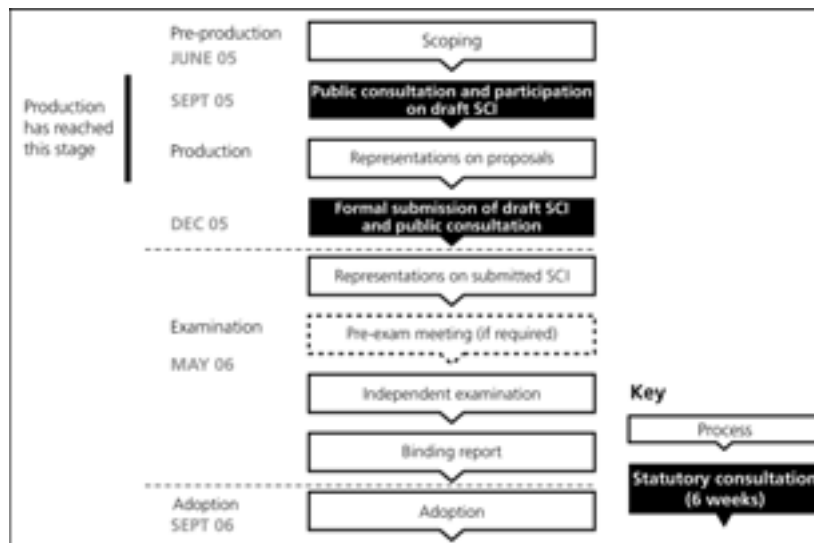 Pre-production
JUNE 05
Scoping
SEPT 05
Public consultation and participation
on draft SCI
Production
has reached
this stage
Production
Representations on proposals
DEC 05
Formal submission of draft SCI
and public consultation
Representations on submitted SCI
Examination
Pre-exam meeting (if required)
MAY 06
Independent examination
Binding report
Adoption
SEPT 06
Adoption
Key
Process
Statutory consultation
(6 weeks)